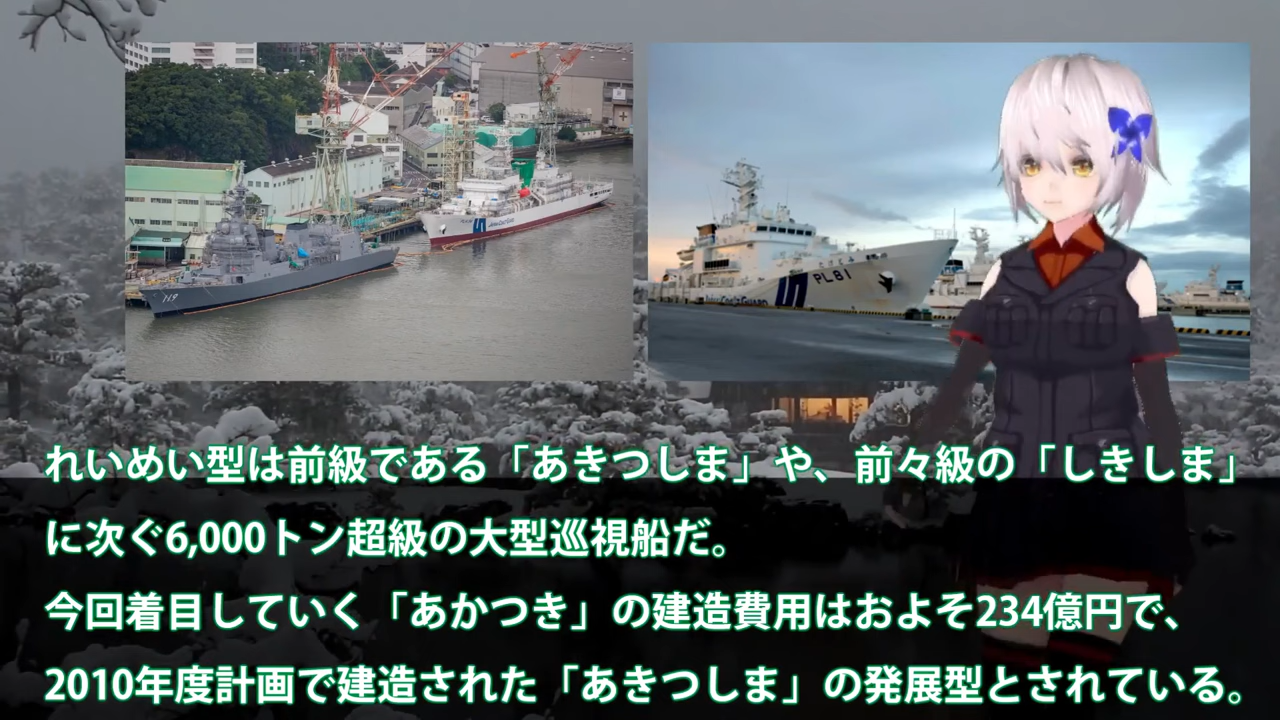 119
PL81
れいめい型は前級である「あきつしま」や、前々級の「しきしま」
に次ぐ6,000トン超級の大型巡視船だ。
今回着目していく「あかつき」の建造費用はおよそ234億円で、
2010年度計画で建造された「あきつしま」の発展型とされている。